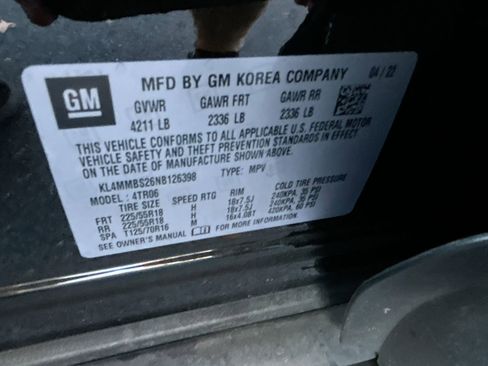 GM
MFD BY GM KOREA COMPANY 04/22
GVWR GAWR FRT GAWR RR
4211 LB 2336 LB 2336 LB
THIS VEHICLE CONFORMS TO ALL APPLICABLE U.S. FEDERAL MOTOR
VEHICLE SAFETY AND THEFT PREVENTION STANDARDS IN EFFECT
ON THE DATE OF MANUFACTURE SHOWN ABOVE.
KL4MMBS26NB126398 TYPE: MPV
MODEL: 4TR06
TIRE SIZE SPEED RTG RIM COLD TIRE PRESSURE
FRT 225/55R18 H 18x7.5J 240KPA, 35 PSI
RR 225/55R18 H 18x7.5J 240KPA, 35 PSI
SPA T125/70R16 M 16x4.0BT 420KPA, 60 PSI
SEE OWNER'S MANUAL FOR MORE INFORMATION